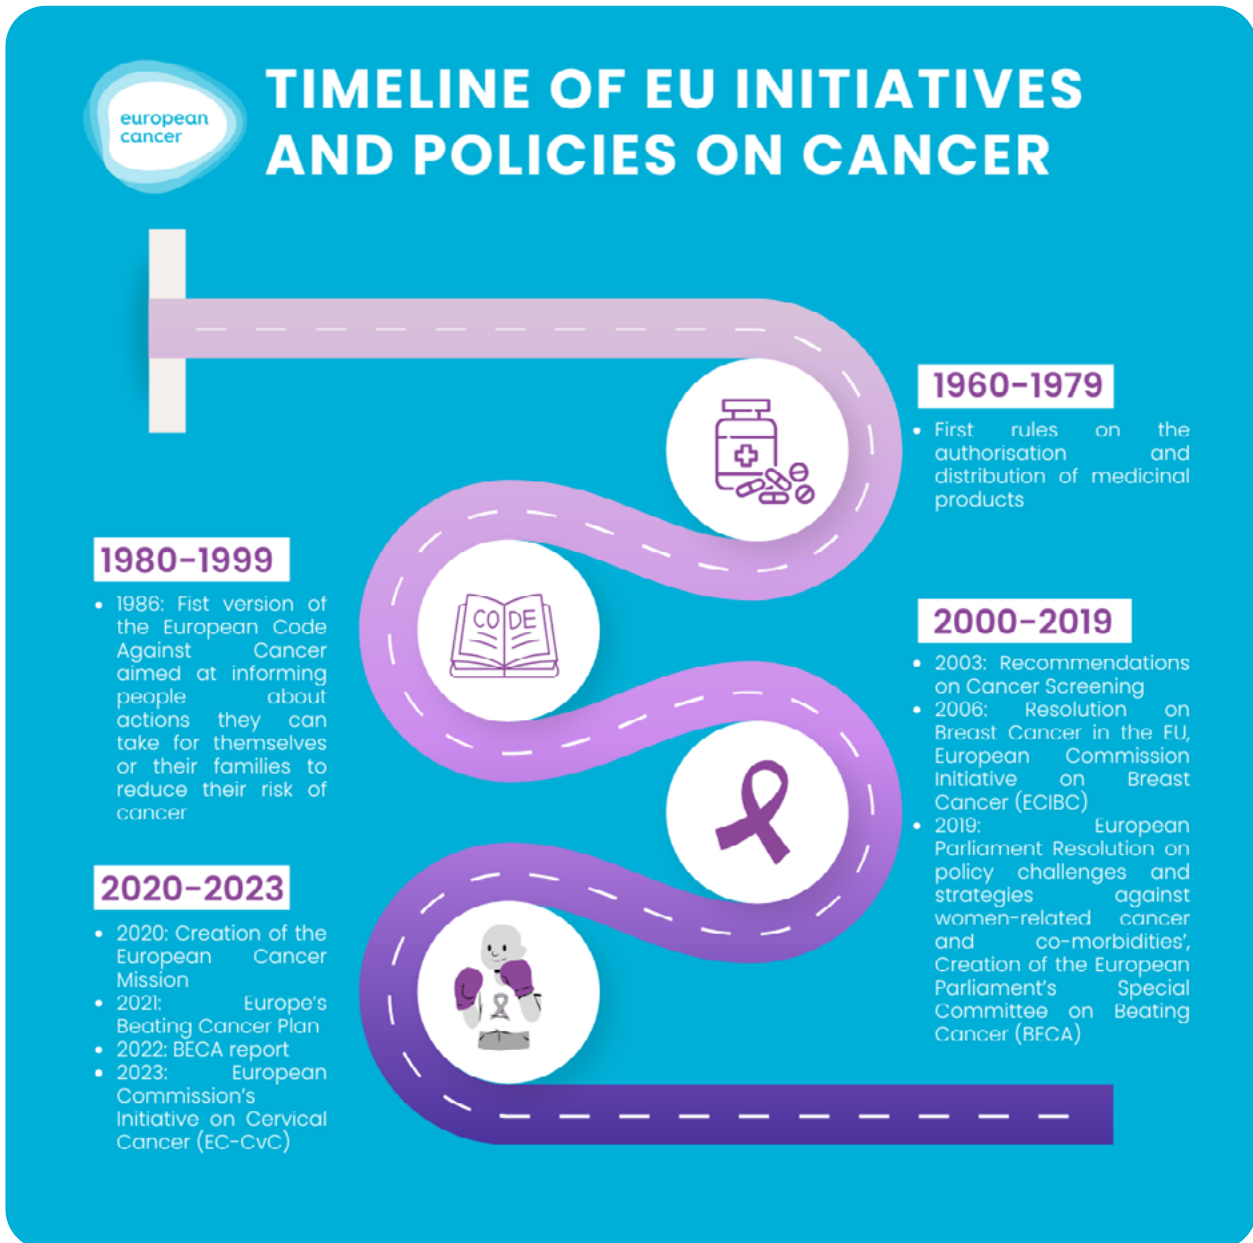 european
cancer
TIMELINE OF EU INITIATIVES
AND POLICIES ON CANCER
1960-1979
• First rules on the
authorisation and
distribution of medicinal
products
1980-1999
• 1986: Fist version of
the European Code
Against Cancer
aimed at informing
people about
actions they can
take for themselves
or their families to
reduce their risk of
cancer
CODE
2000-2019
• 2003: Recommendations
on Cancer Screening
• 2006: Resolution on
Breast Cancer in the EU,
European Commission
Initiative on Breast
Cancer (ECIBC)
• 2019: European
Parliament Resolution on
policy challenges and
strategies against
women-related cancer
and co-morbidities',
Creation of the European
Parliament's Special
Committee on Beating
Cancer (BECA)
2020-2023
• 2020: Creation of the
European Cancer
Mission
• 2021: Europe's
Beating Cancer Plan
• 2022: BECA report
• 2023: European
Commission's
Initiative on Cervical
Cancer (EC-CvC)